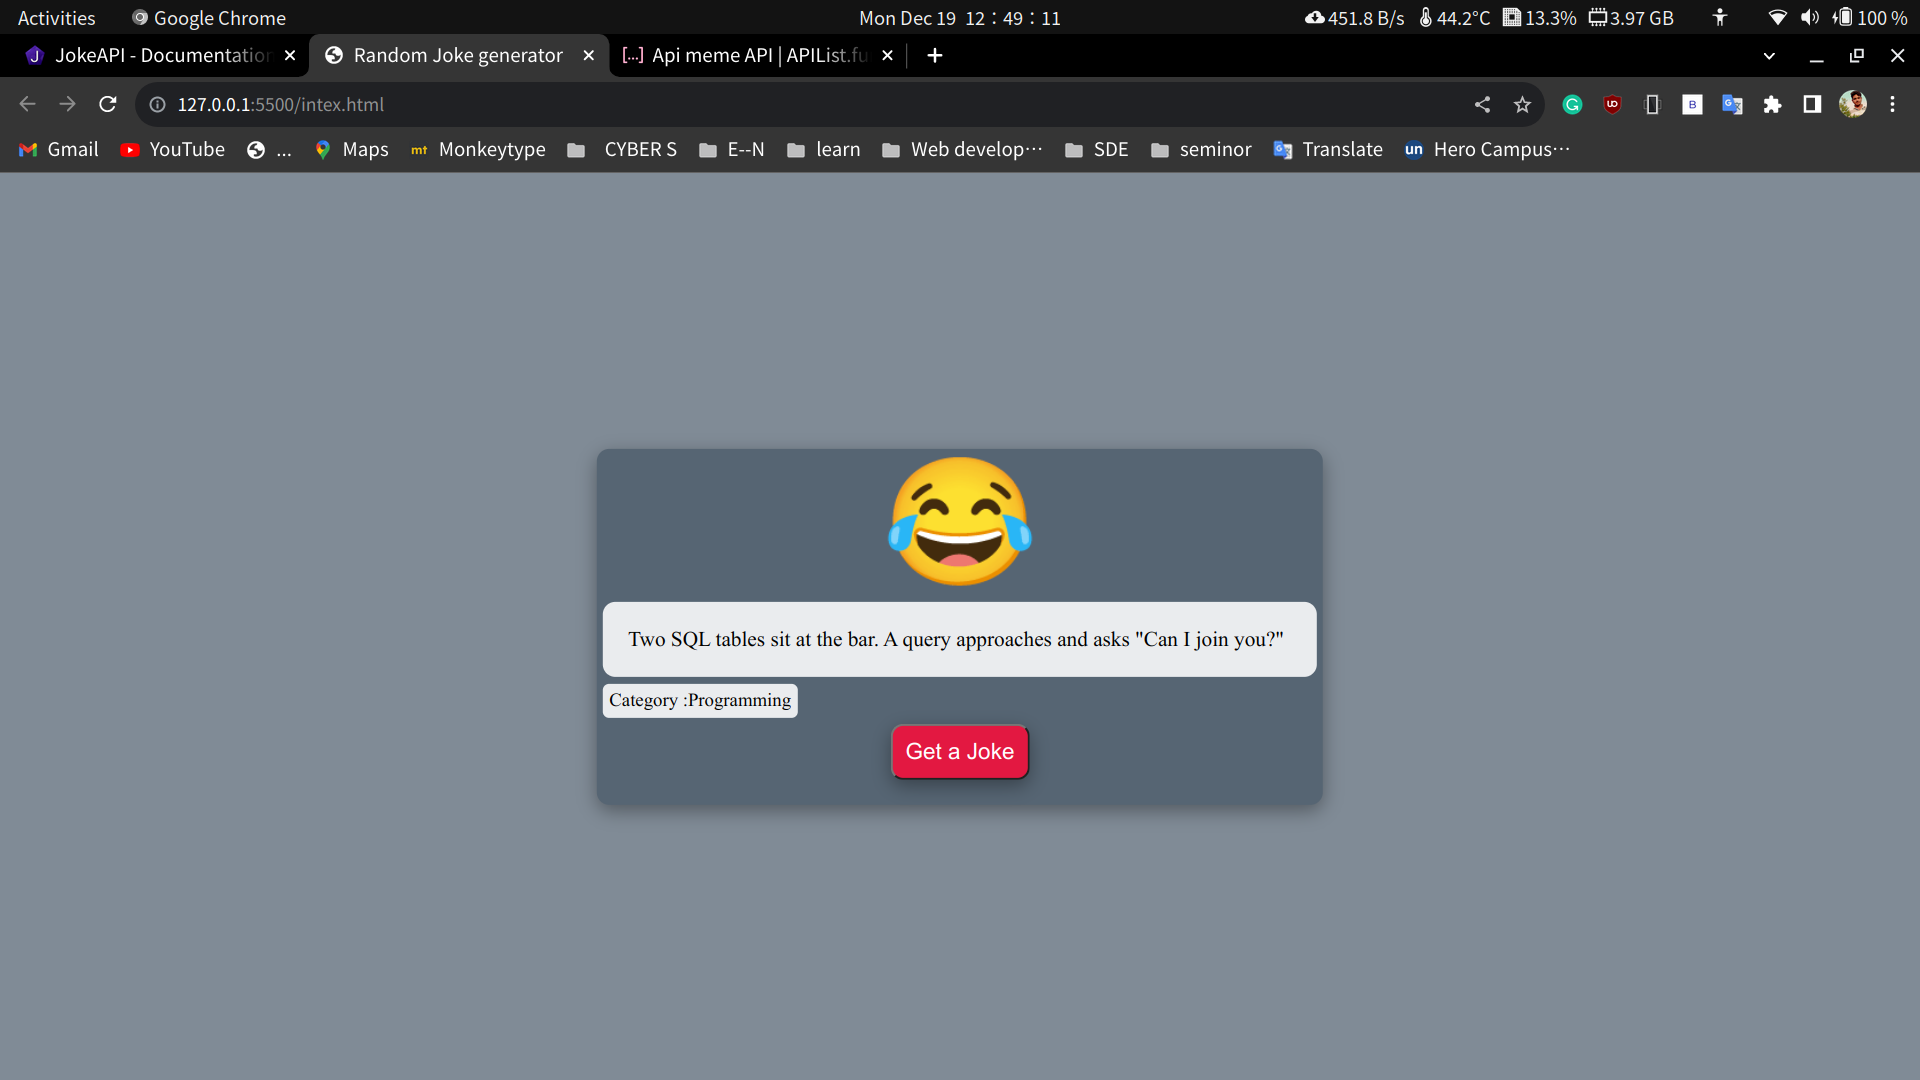 Activities Google Chrome Mon Dec 19 12 : 49 : 11 451.8 B/s 44.2°C 13.3% 3.97 GB 100 %
JokeAPI - Documentation Random Joke generator [...] Api meme API | APIList.fu
127.0.0.1:5500/intex.html
Gmail YouTube ... Maps mt Monkeytype CYBER S E--N learn Web develop··· SDE seminor Translate un Hero Campus···
Two SQL tables sit at the bar. A query approaches and asks "Can I join you?"
Category :Programming
Get a Joke